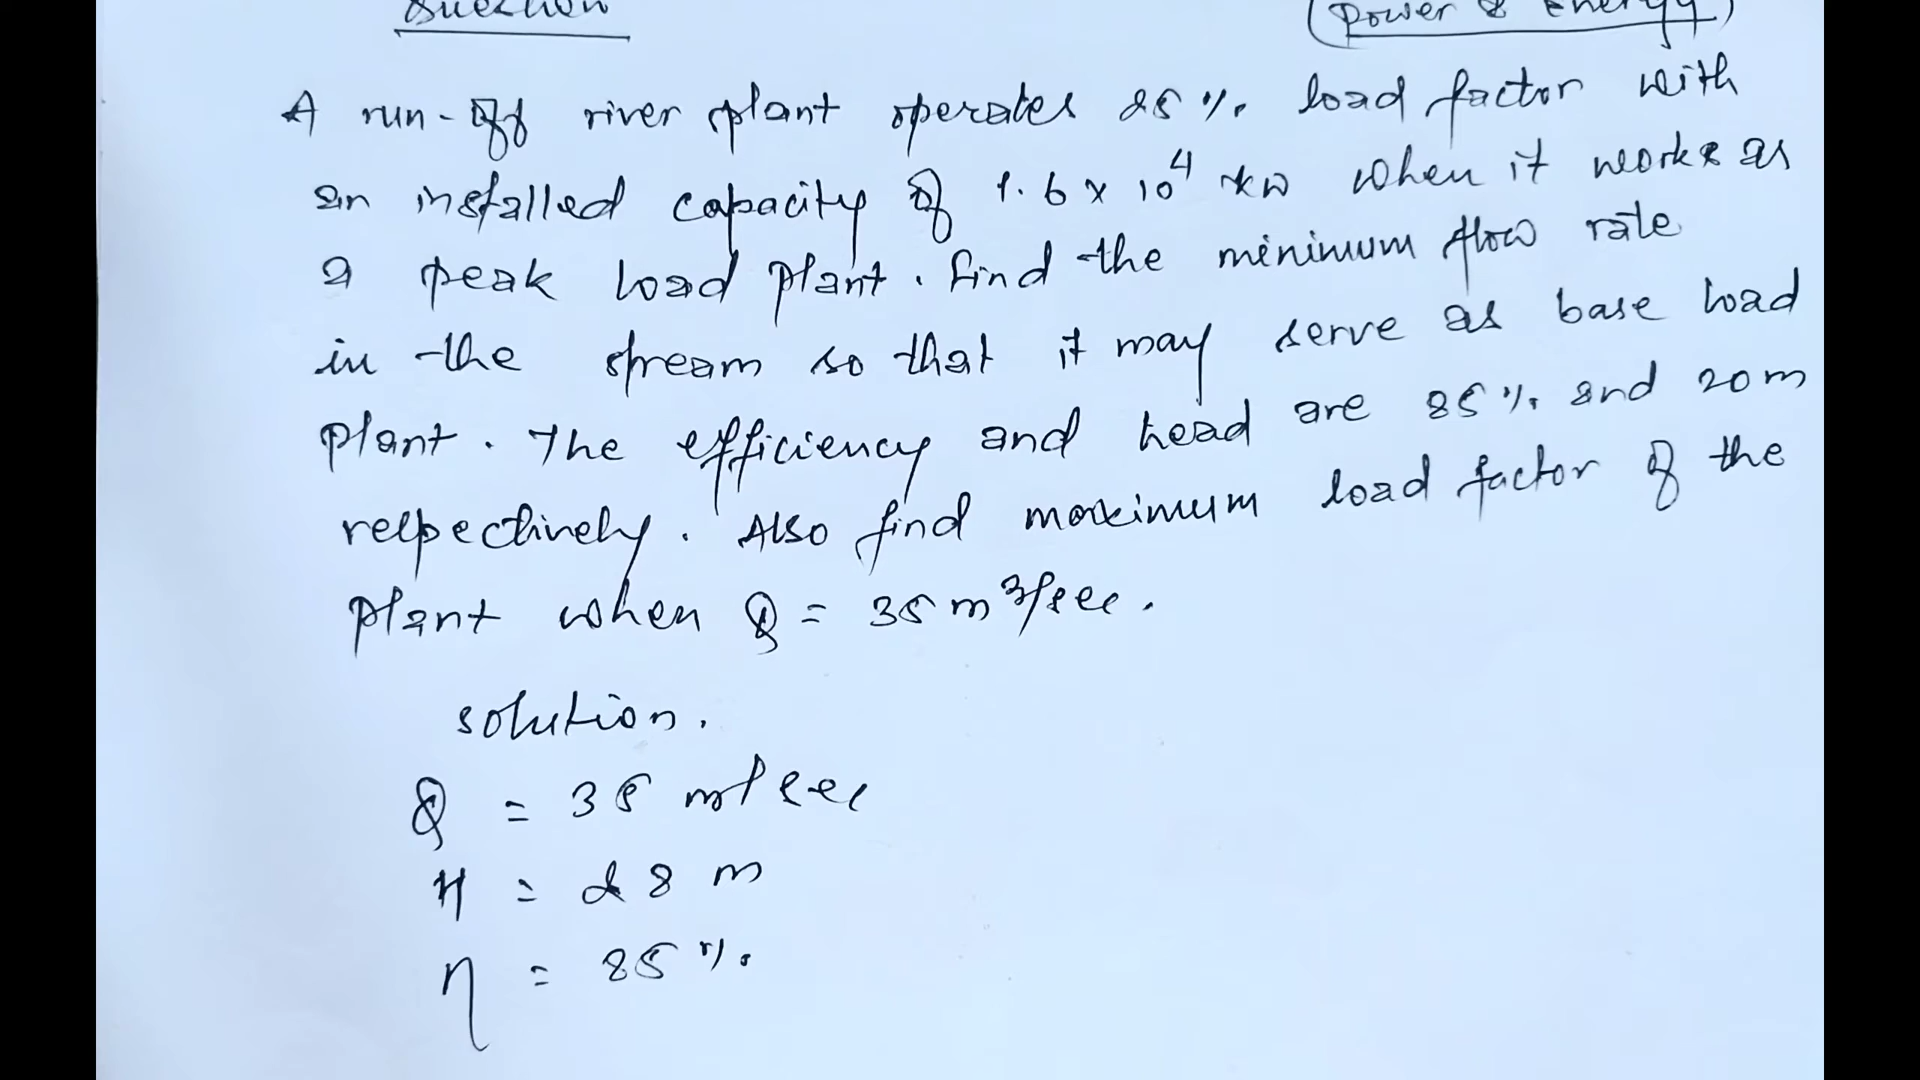 Question
(Power & Energy)
A run-off river plant operates 25 %. load factor with
an installed capacity of 1.6 x 10⁴ kw when it works as
a peak load plant. find the minimum flow rate
in the stream so that it may serve as base load
plant. The efficiency and head are 85 %. and 20 m
respectively. Also find maximum load factor of the
plant when Q = 35 m³/sec.
solution.
Q = 35 m³/sec
H = 28 m
η = 85 %.